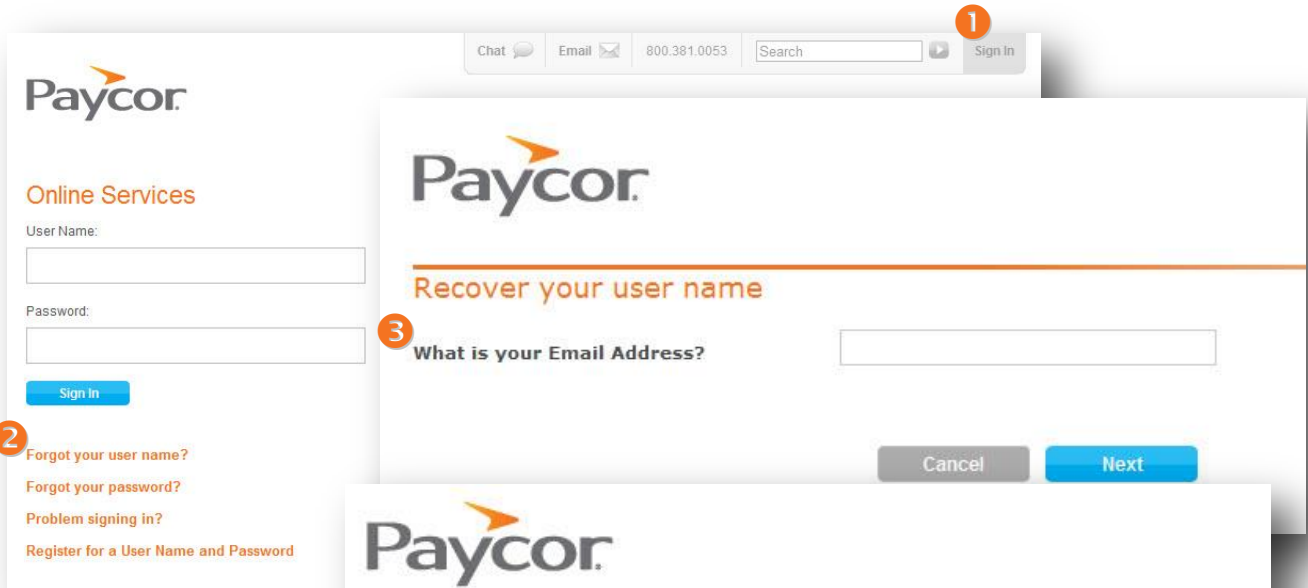 1
Chat Email 800.381.0053 Search Sign In
Paycor
Online Services
User Name:
Password:
Sign In
2
Forgot your user name?
Forgot your password?
Problem signing in?
Register for a User Name and Password
Paycor
Recover your user name
3
What is your Email Address?
Cancel Next
Paycor